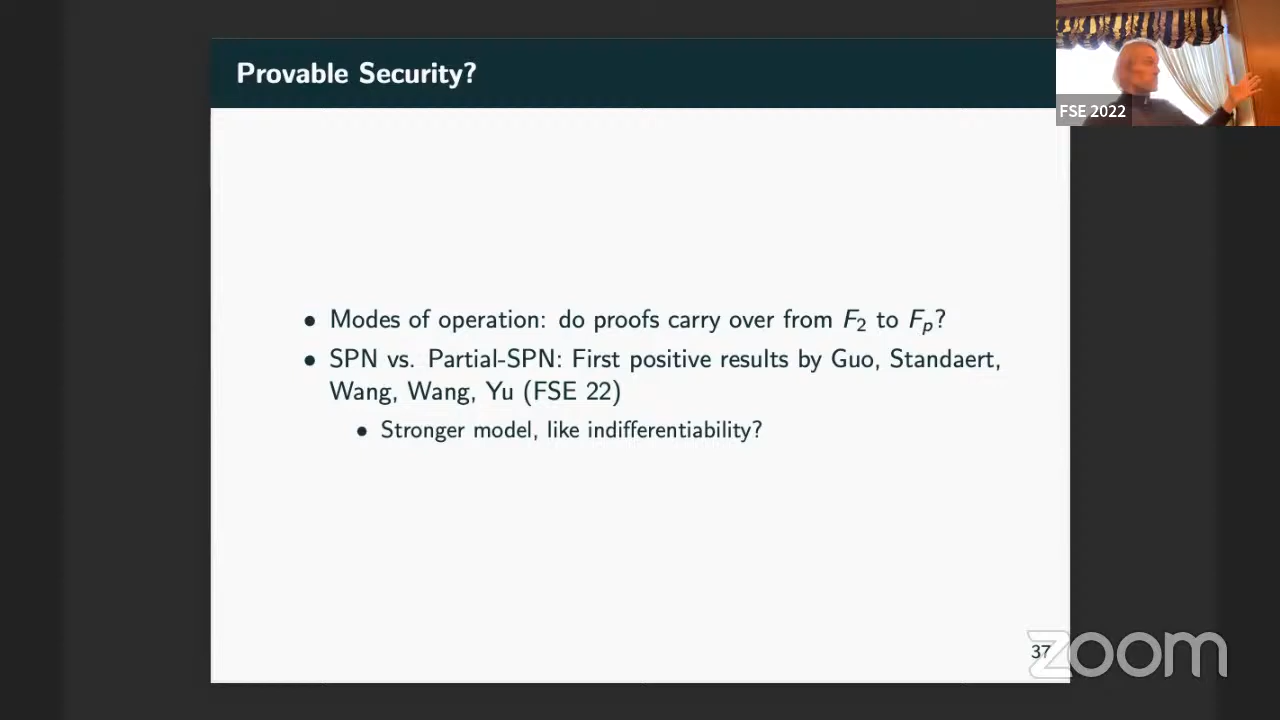 Provable Security?
FSE 2022
• Modes of operation: do proofs carry over from F₂ to Fₚ?
• SPN vs. Partial-SPN: First positive results by Guo, Standaert,
Wang, Wang, Yu (FSE 22)
• Stronger model, like indifferentiability?
37
zoom